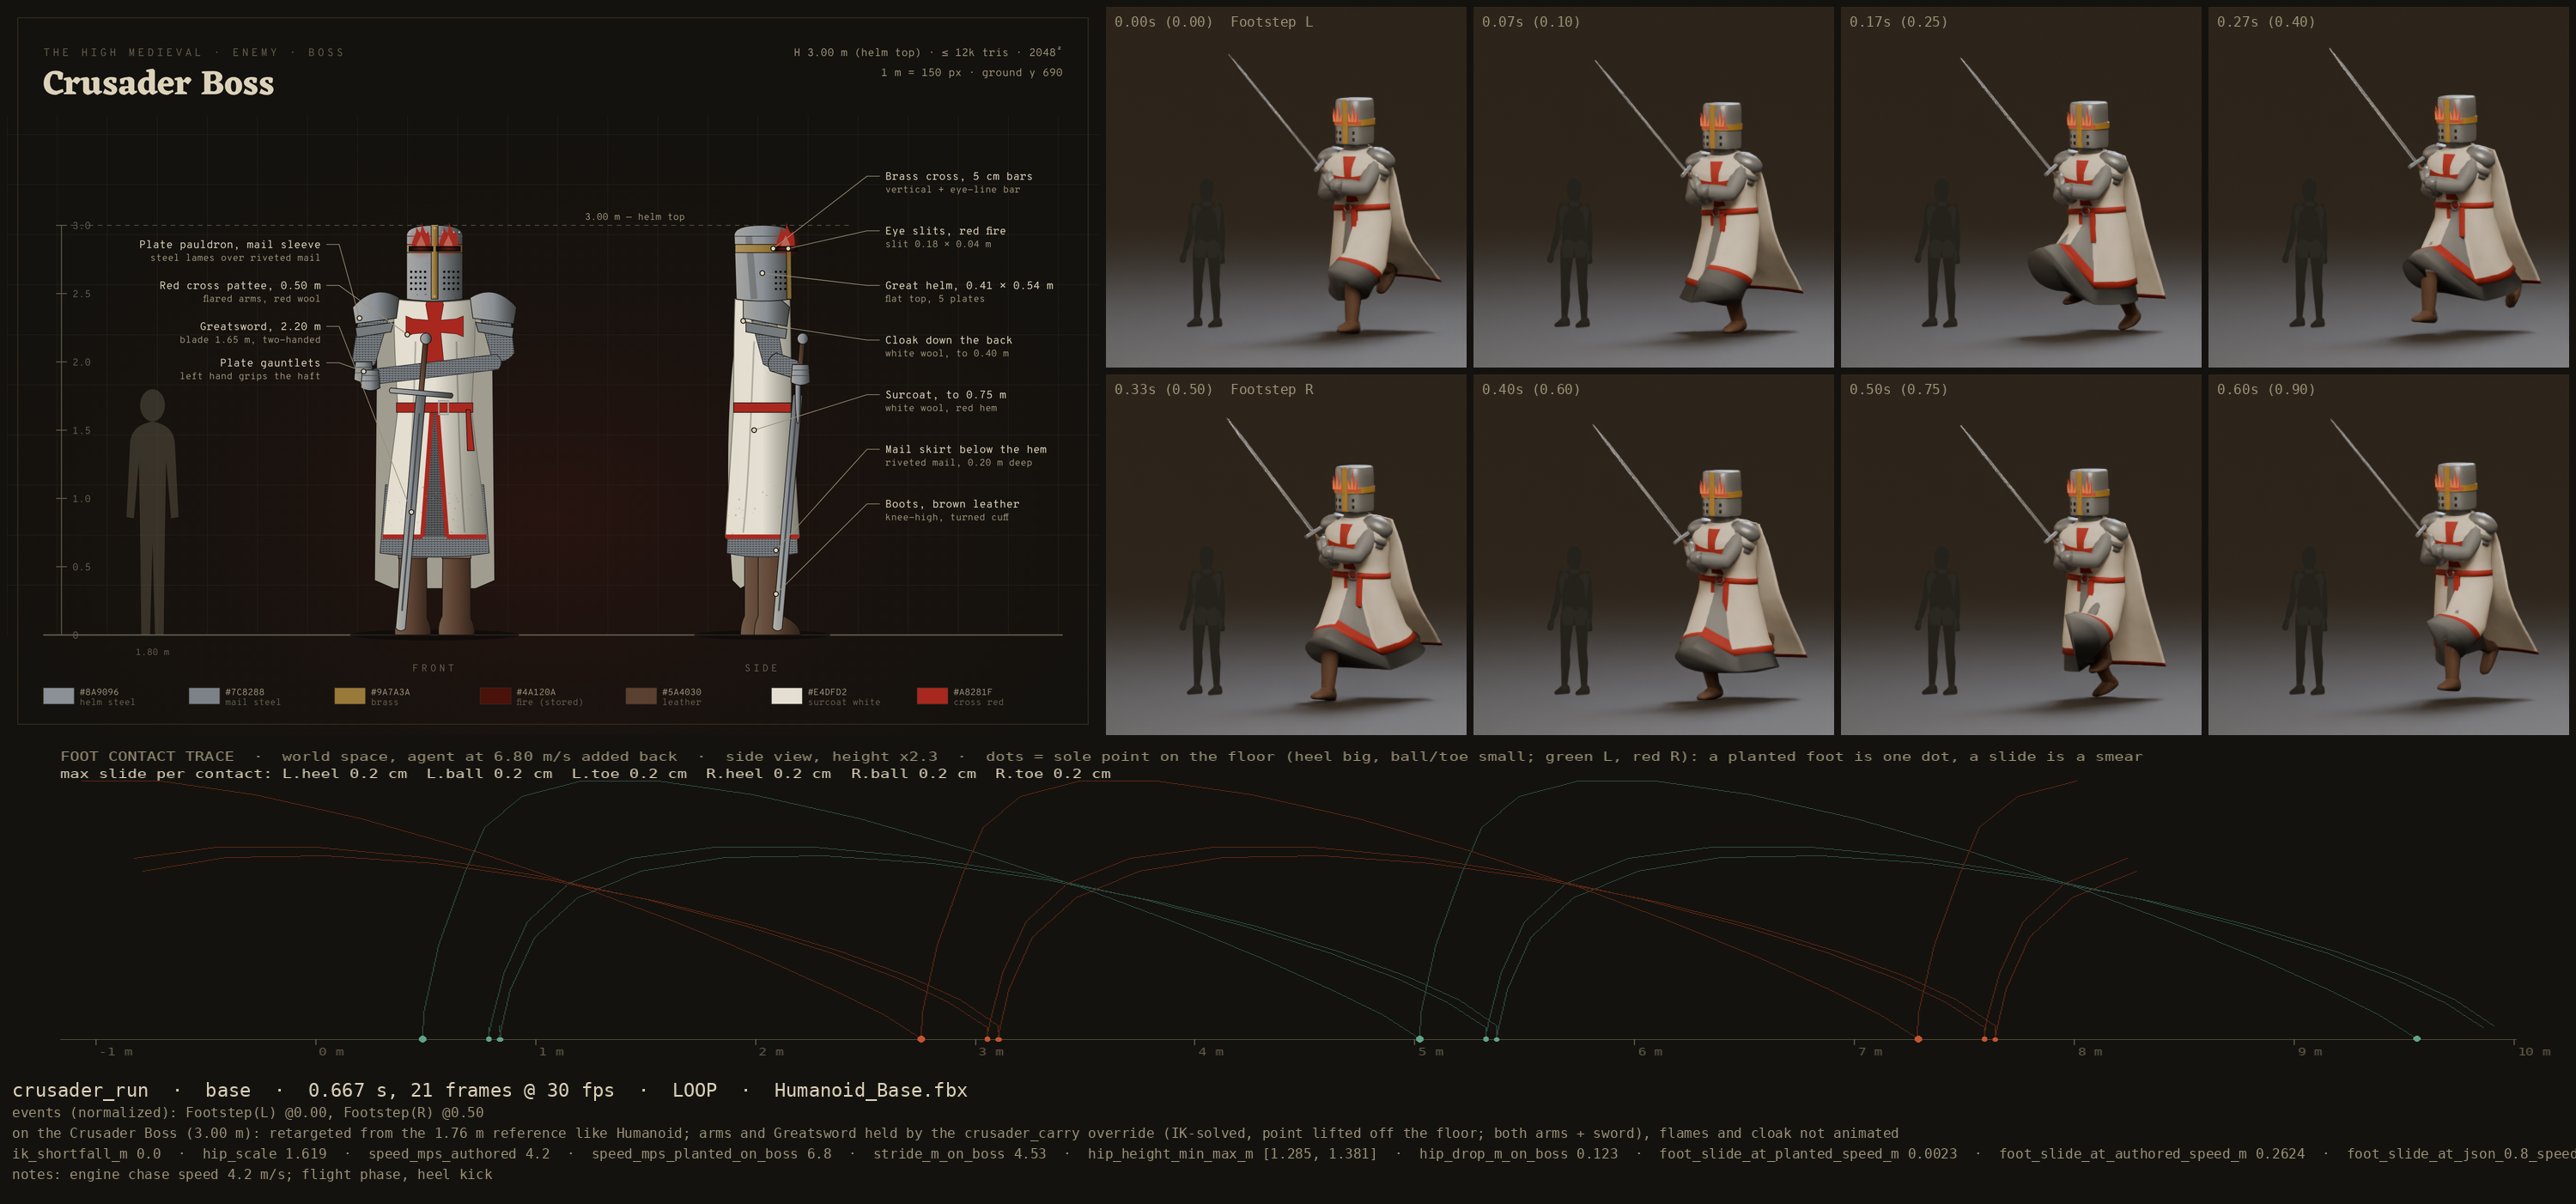 THE HIGH MEDIEVAL · ENEMY · BOSS
Crusader Boss
H 3.00 m (helm top) · ≤ 12k tris · 2048²
1 m = 150 px · ground y 690
3.00 m — helm top
3.0
2.5
2.0
1.5
1.0
0.5
0
1.80 m
Plate pauldron, mail sleeve
steel lames over riveted mail
Red cross pattee, 0.50 m
flared arms, red wool
Greatsword, 2.20 m
blade 1.65 m, two-handed
Plate gauntlets
left hand grips the haft
Brass cross, 5 cm bars
vertical + eye-line bar
Eye slits, red fire
slit 0.18 × 0.04 m
Great helm, 0.41 × 0.54 m
flat top, 5 plates
Cloak down the back
white wool, to 0.40 m
Surcoat, to 0.75 m
white wool, red hem
Mail skirt below the hem
riveted mail, 0.20 m deep
Boots, brown leather
knee-high, turned cuff
FRONT
SIDE
#8A9096
helm steel
#7C8288
mail steel
#9A7A3A
brass
#4A120A
fire (stored)
#5A4030
leather
#E4DFD2
surcoat white
#A8281F
cross red
0.00s (0.00)  Footstep L
0.07s (0.10)
0.17s (0.25)
0.27s (0.40)
0.33s (0.50)  Footstep R
0.40s (0.60)
0.50s (0.75)
0.60s (0.90)
FOOT CONTACT TRACE  ·  world space, agent at 6.80 m/s added back  ·  side view, height x2.3  ·  dots = sole point on the floor (heel big, ball/toe small; green L, red R): a planted foot is one dot, a slide is a smear
max slide per contact: L.heel 0.2 cm  L.ball 0.2 cm  L.toe 0.2 cm  R.heel 0.2 cm  R.ball 0.2 cm  R.toe 0.2 cm
-1 m
0 m
1 m
2 m
3 m
4 m
5 m
6 m
7 m
8 m
9 m
10 m
crusader_run  ·  base  ·  0.667 s, 21 frames @ 30 fps  ·  LOOP  ·  Humanoid_Base.fbx
events (normalized): Footstep(L) @0.00, Footstep(R) @0.50
on the Crusader Boss (3.00 m): retargeted from the 1.76 m reference like Humanoid; arms and Greatsword held by the crusader_carry override (IK-solved, point lifted off the floor; both arms + sword), flames and cloak not animated
ik_shortfall_m 0.0  ·  hip_scale 1.619  ·  speed_mps_authored 4.2  ·  speed_mps_planted_on_boss 6.8  ·  stride_m_on_boss 4.53  ·  hip_height_min_max_m [1.285, 1.381]  ·  hip_drop_m_on_boss 0.123  ·  foot_slide_at_planted_speed_m 0.0023  ·  foot_slide_at_authored_speed_m 0.2624  ·  foot_slide_at_json_0.8_speed
notes: engine chase speed 4.2 m/s; flight phase, heel kick